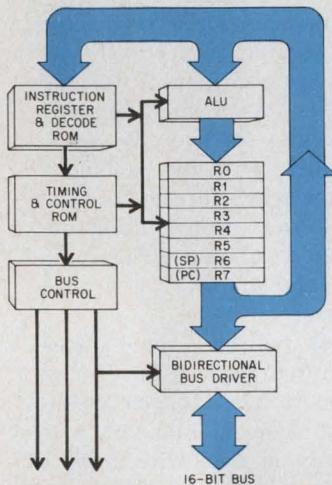 INSTRUCTION
REGISTER
& DECODE
ROM
ALU
TIMING
& CONTROL
ROM
R0
R1
R2
R3
R4
R5
(SP) R6
(PC) R7
BUS
CONTROL
BIDIRECTIONAL
BUS DRIVER
16-BIT BUS